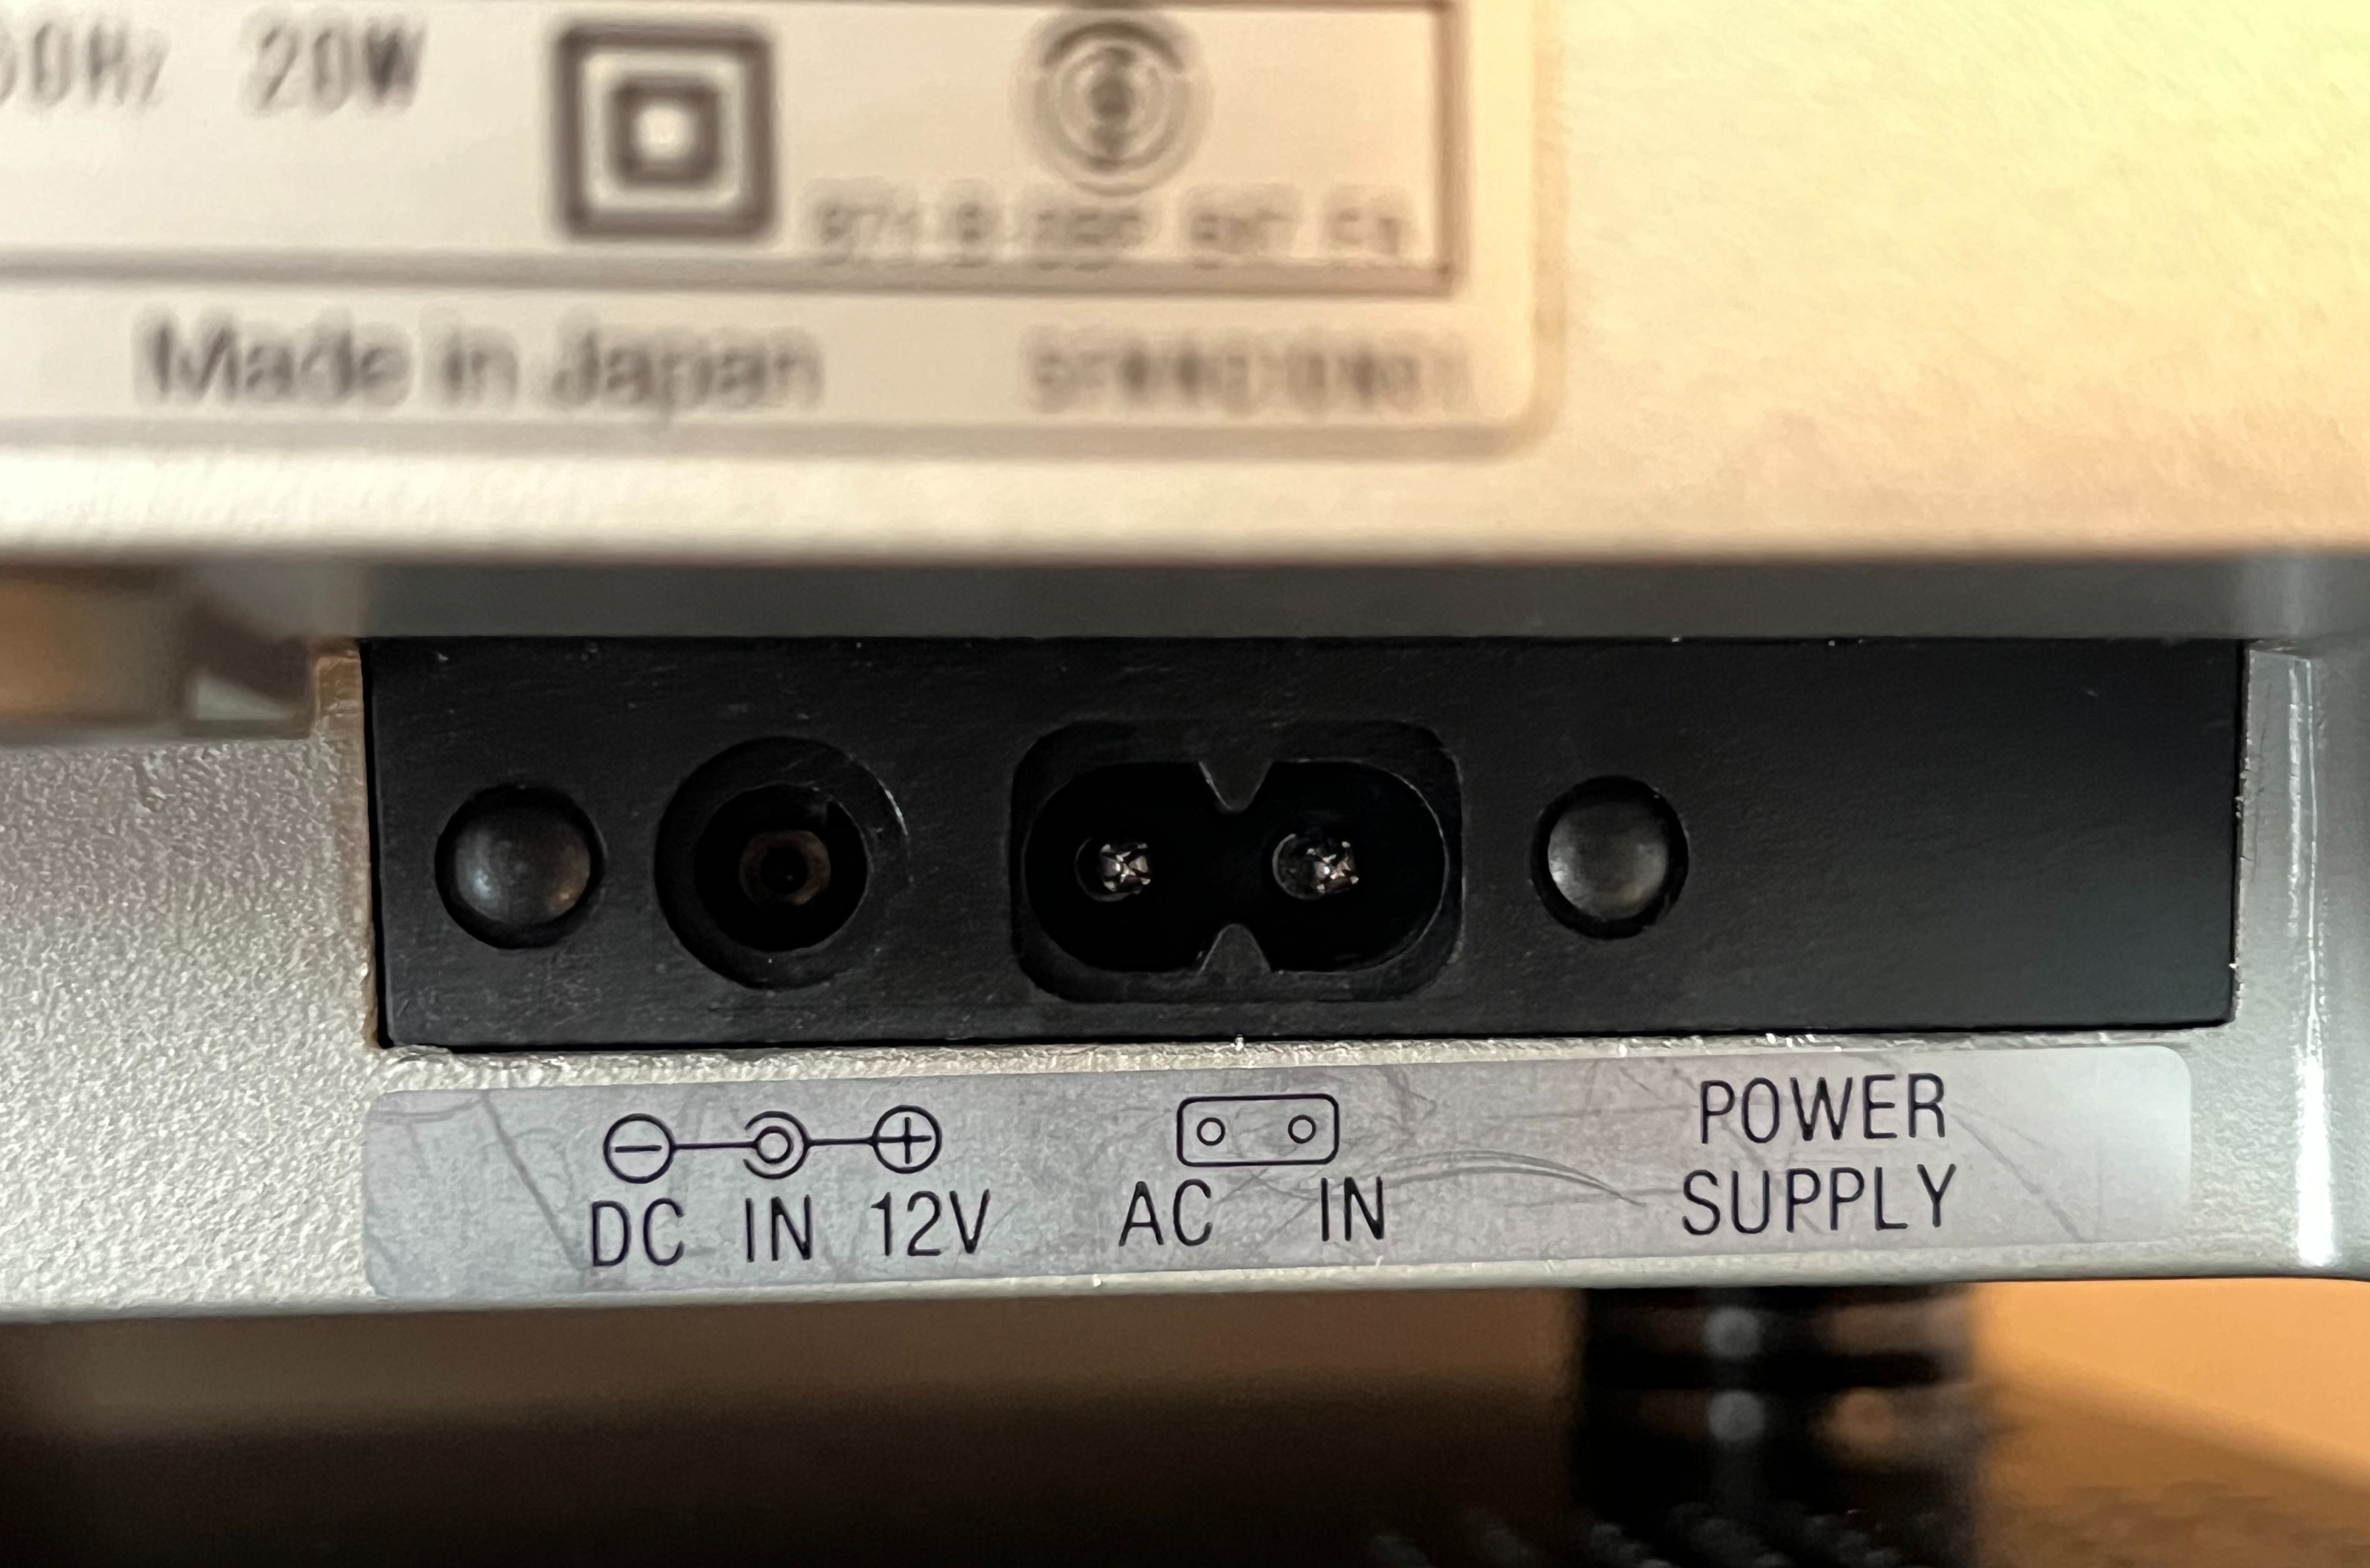 20W
Made in Japan
DC IN 12V
AC IN
POWER
SUPPLY